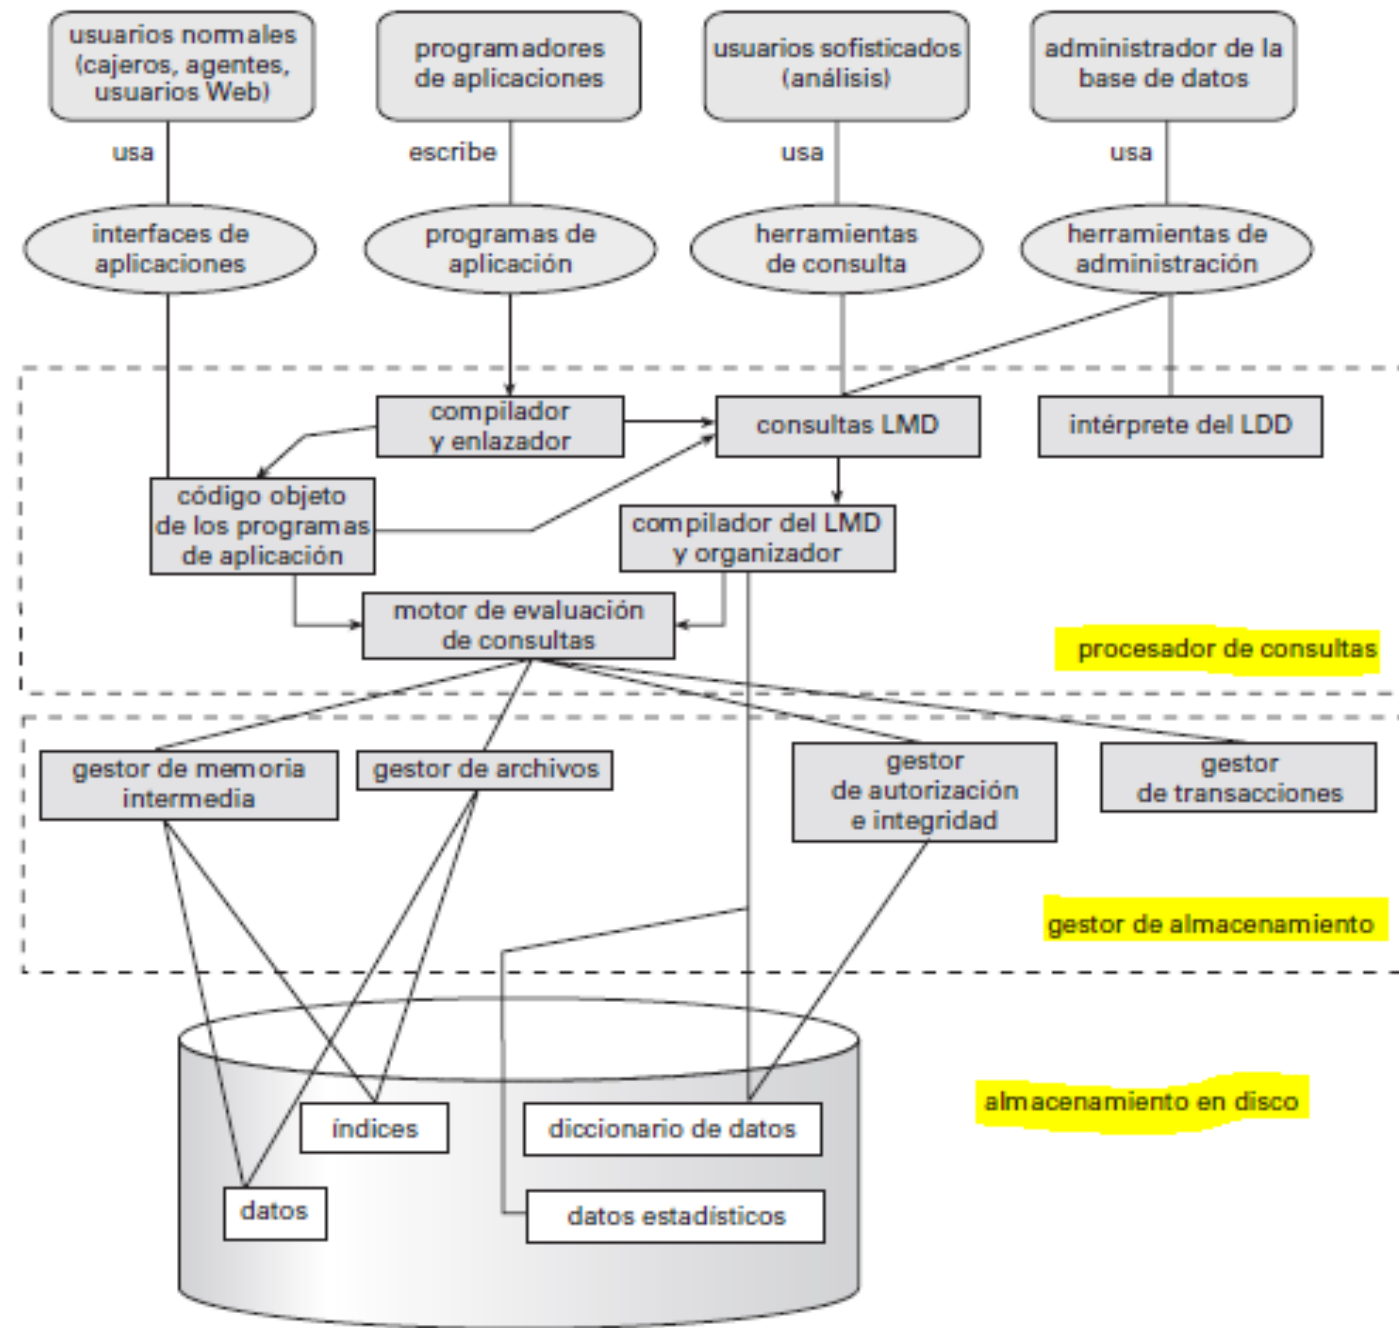 usuarios normales
(cajeros, agentes,
usuarios Web)
programadores
de aplicaciones
usuarios sofisticados
(análisis)
administrador de la
base de datos
usa
escribe
usa
usa
interfaces de
aplicaciones
programas de
aplicación
herramientas
de consulta
herramientas de
administración
compilador
y enlazador
consultas LMD
intérprete del LDD
código objeto
de los programas
de aplicación
compilador del LMD
y organizador
motor de evaluación
de consultas
procesador de consultas
gestor de memoria
intermedia
gestor de archivos
gestor
de autorización
e integridad
gestor
de transacciones
gestor de almacenamiento
almacenamiento en disco
índices
diccionario de datos
datos
datos estadísticos